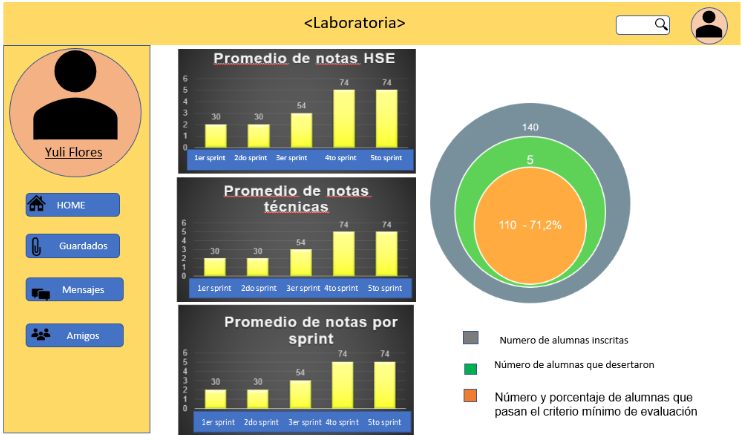 <Laboratoria>
Yuli Flores
HOME
Guardados
Mensajes
Amigos
Promedio de notas HSE
6
5
4
3
2
1
0
30
30
54
74
74
1er sprint
2do sprint
3er sprint
4to sprint
5to sprint
Promedio de notas
técnicas
6
5
4
3
2
1
0
30
30
54
74
74
1er sprint
2do sprint
3er sprint
4to sprint
5to sprint
Promedio de notas por
sprint
6
5
4
3
2
1
0
30
30
54
74
74
1er sprint
2do sprint
3er sprint
4to sprint
5to sprint
140
5
110 - 71,2%
Numero de alumnas inscritas
Número de alumnas que desertaron
Número y porcentaje de alumnas que
pasan el criterio mínimo de evaluación